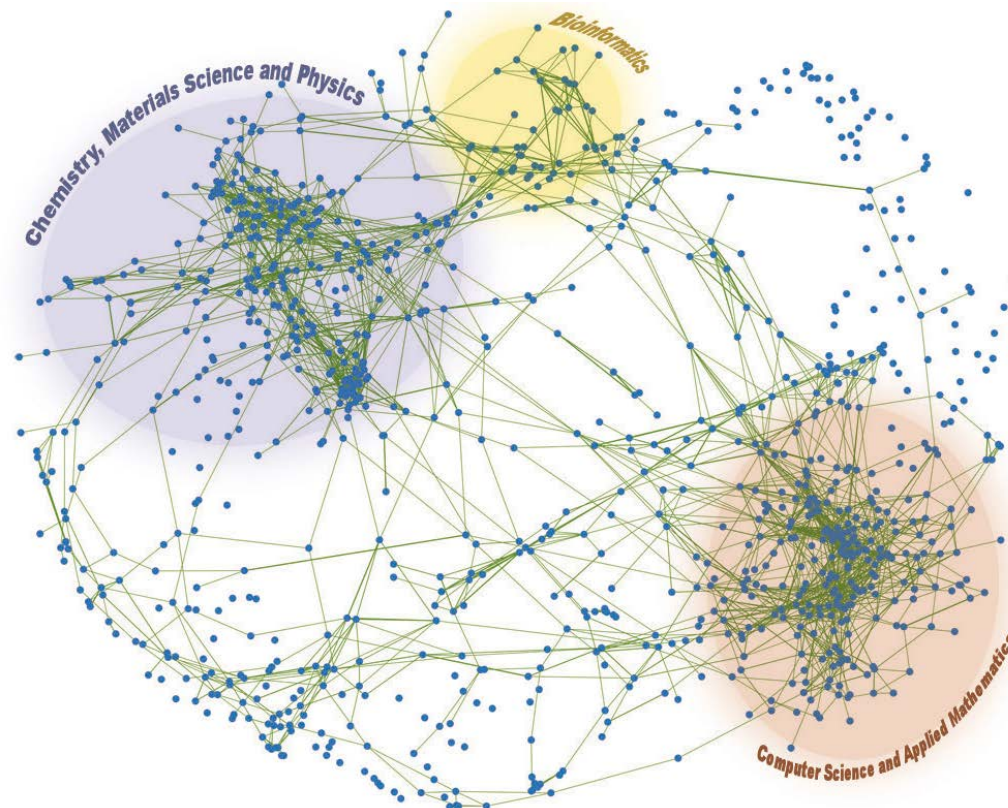 Chemistry, Materials Science and Physics
Bioinformatics
Computer Science and Applied Mathematics